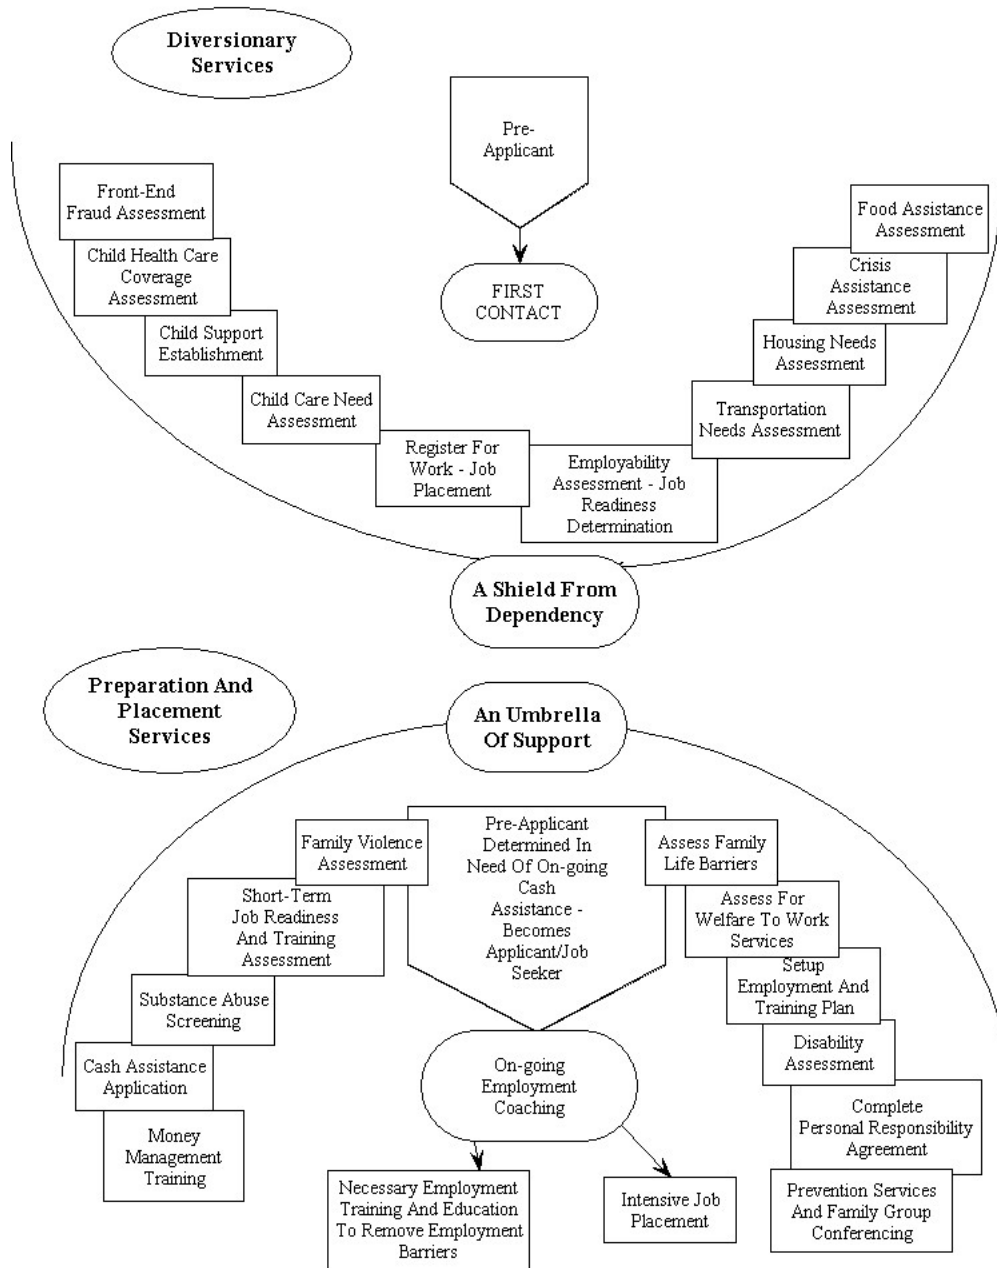 Diversionary
Services
Pre-
Applicant
FIRST
CONTACT
Front-End
Fraud Assessment
Child Health Care
Coverage
Assessment
Child Support
Establishment
Child Care Need
Assessment
Register For
Work - Job
Placement
Employability
Assessment - Job
Readiness
Determination
Transportation
Needs Assessment
Housing Needs
Assessment
Crisis
Assistance
Assessment
Food Assistance
Assessment
A Shield From
Dependency
Preparation And
Placement
Services
An Umbrella
Of Support
Family Violence
Assessment
Short-Term
Job Readiness
And Training
Assessment
Substance Abuse
Screening
Cash Assistance
Application
Money
Management
Training
Pre-Applicant
Determined In
Need Of On-going
Cash
Assistance -
Becomes
Applicant/Job
Seeker
On-going
Employment
Coaching
Necessary Employment
Training And Education
To Remove Employment
Barriers
Intensive Job
Placement
Assess Family
Life Barriers
Assess For
Welfare To Work
Services
Setup
Employment And
Training Plan
Disability
Assessment
Complete
Personal Responsibility
Agreement
Prevention Services
And Family Group
Conferencing